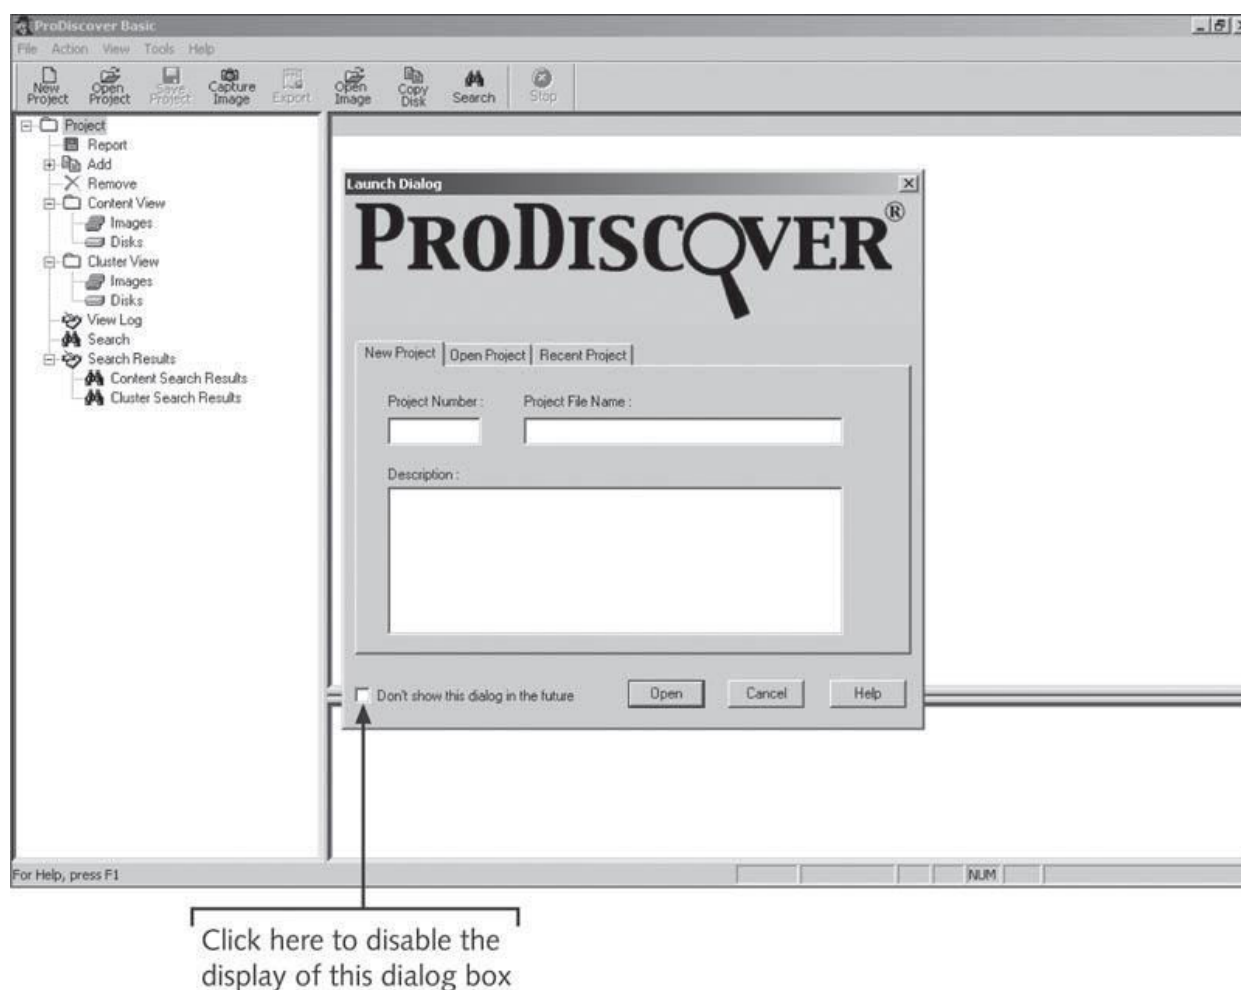 ProDiscover Basic
File Action View Tools Help
New Project
Open Project
Save Project
Capture Image
Export
Open Image
Copy Disk
Search
Stop
Project
Report
Add
Remove
Content View
Images
Disks
Cluster View
Images
Disks
View Log
Search
Search Results
Content Search Results
Cluster Search Results
Launch Dialog
PRODISCOVER®
New Project Open Project Recent Project
Project Number : Project File Name :
Description :
Don't show this dialog in the future Open Cancel Help
For Help, press F1 NUM
Click here to disable the
display of this dialog box